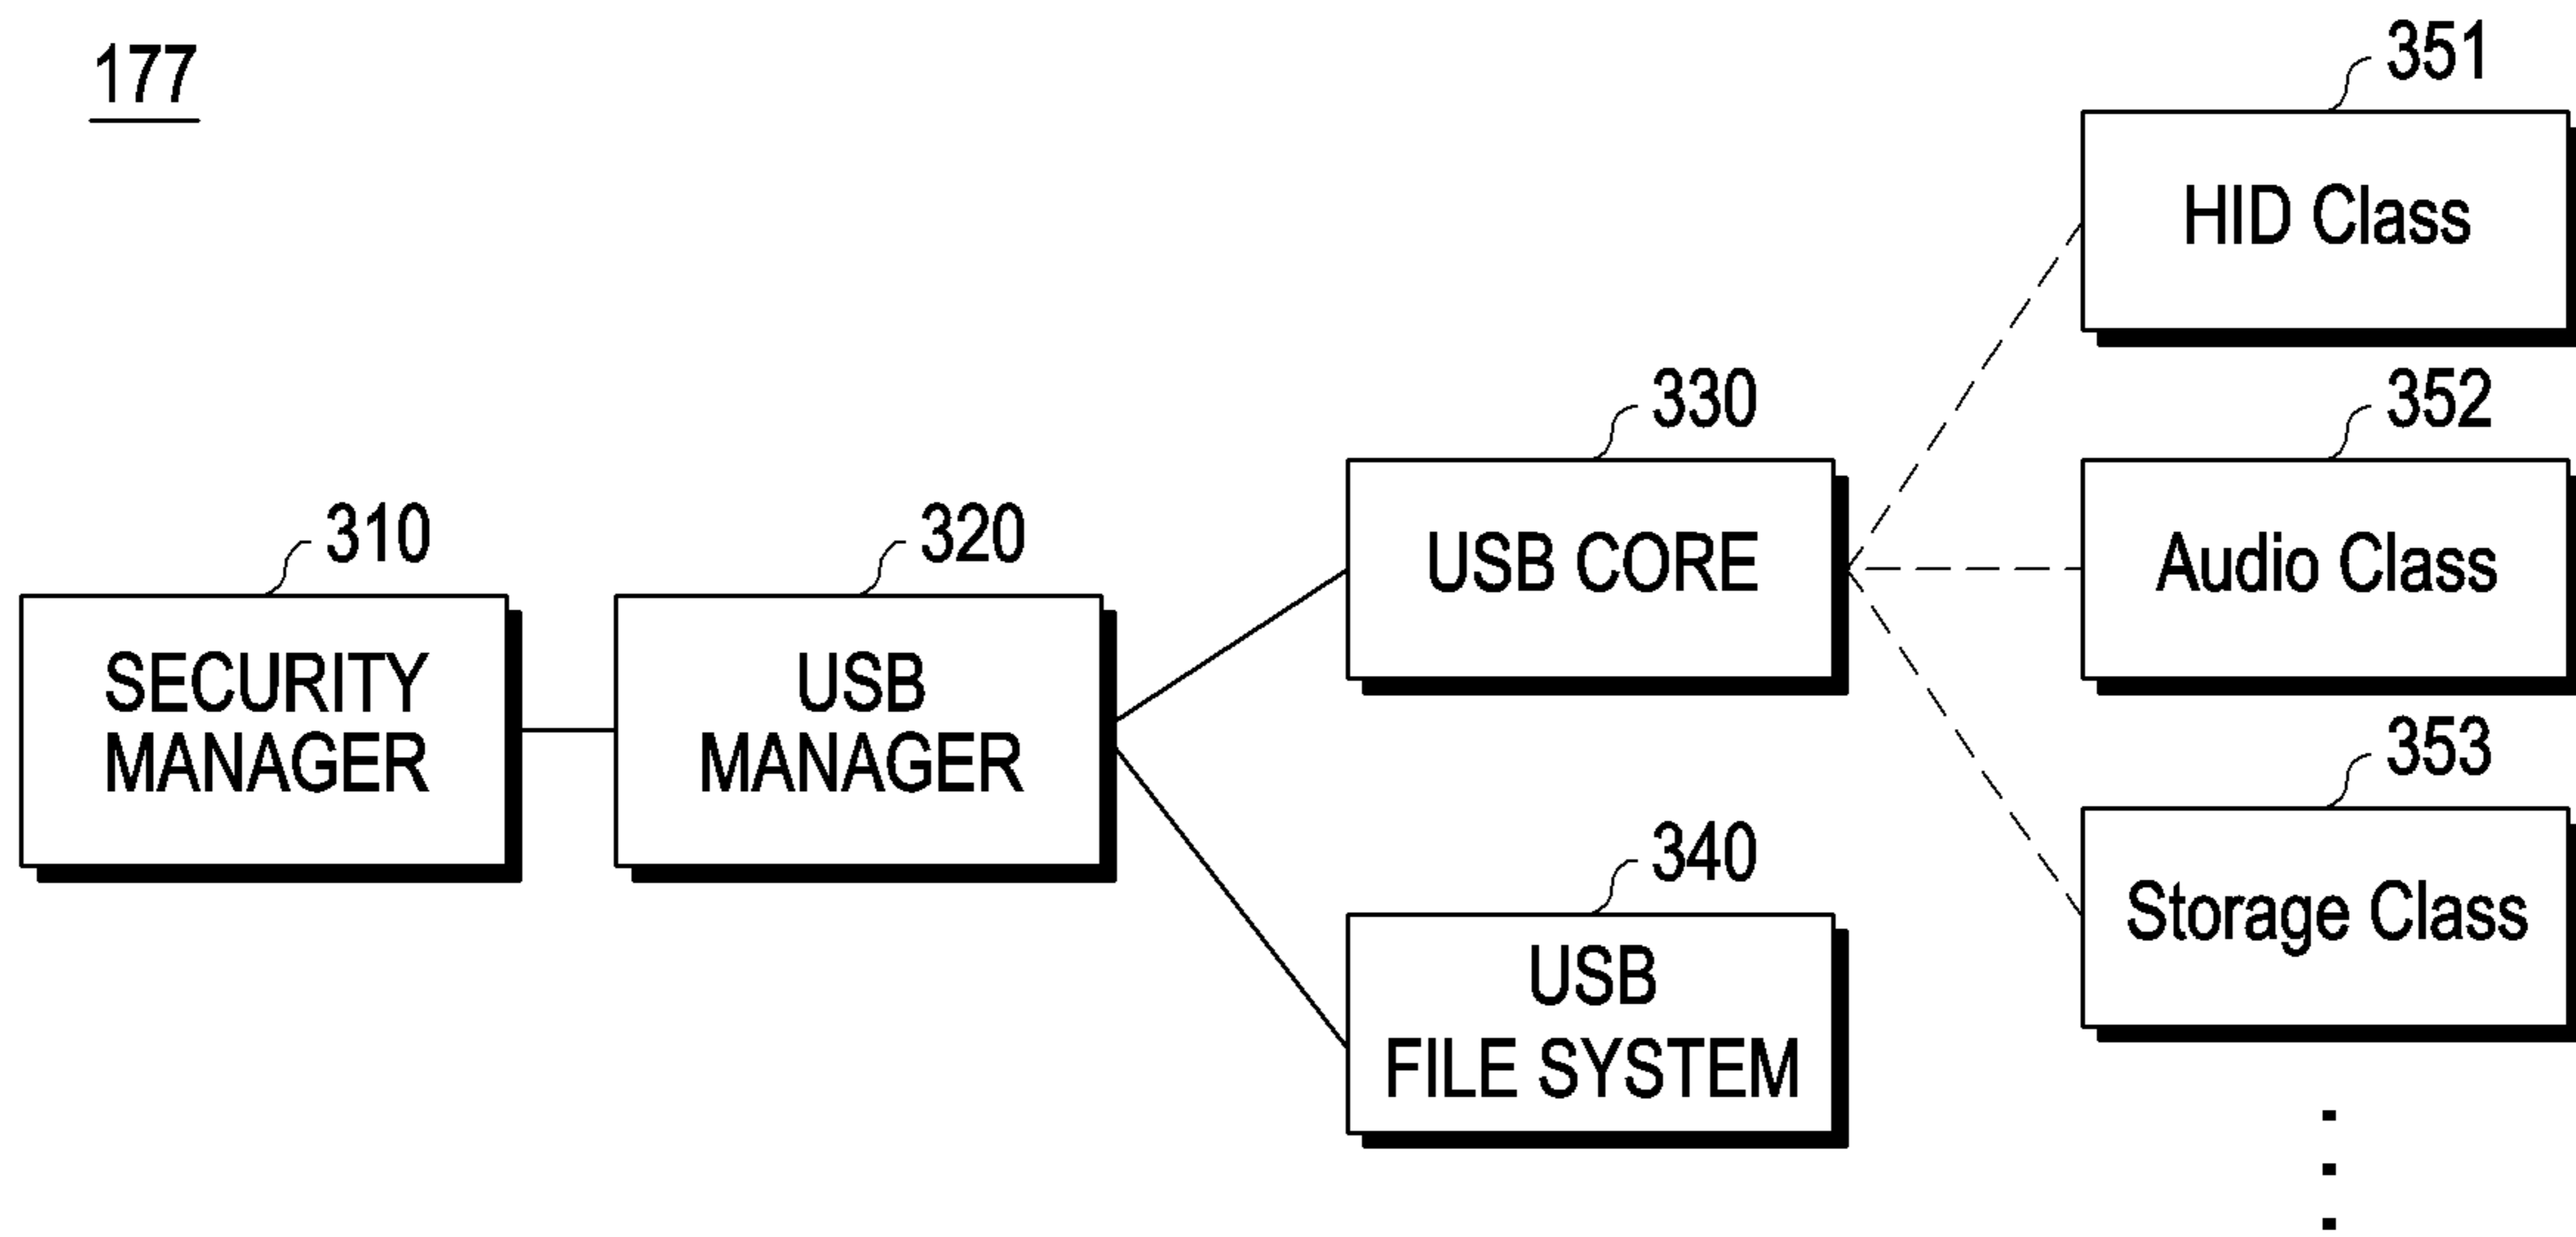 177
351
HID Class
330
352
USB CORE
Audio Class
310
320
SECURITY
MANAGER
USB
MANAGER
353
Storage Class
340
USB
FILE SYSTEM